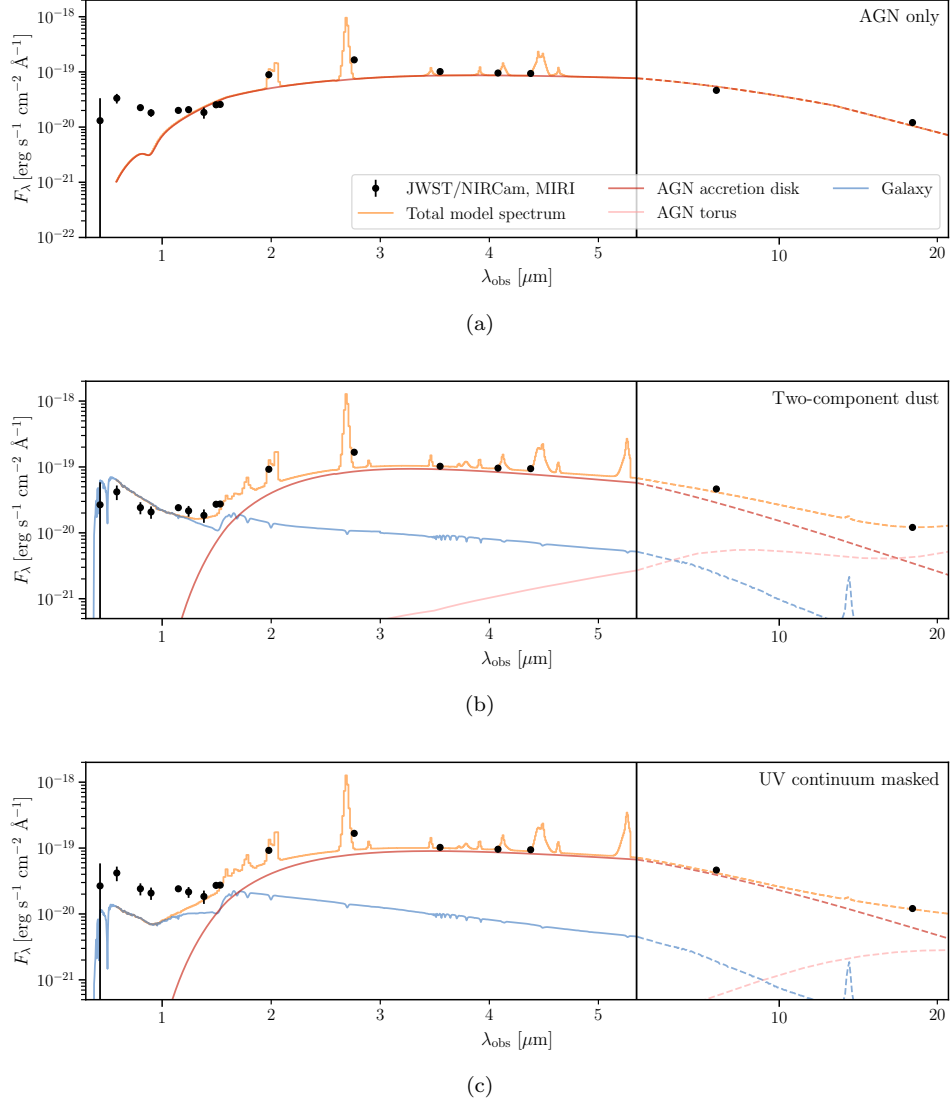 AGN only
10⁻¹⁸
10⁻¹⁹
10⁻²⁰
10⁻²¹
10⁻²²
F_λ [erg s⁻¹ cm⁻² Å⁻¹]
JWST/NIRCam, MIRI
Total model spectrum
AGN accretion disk
AGN torus
Galaxy
1 2 3 4 5 10 20
λ_obs [μm]
(a)
Two-component dust
10⁻¹⁸
10⁻¹⁹
10⁻²⁰
10⁻²¹
F_λ [erg s⁻¹ cm⁻² Å⁻¹]
1 2 3 4 5 10 20
λ_obs [μm]
(b)
UV continuum masked
10⁻¹⁸
10⁻¹⁹
10⁻²⁰
10⁻²¹
F_λ [erg s⁻¹ cm⁻² Å⁻¹]
1 2 3 4 5 10 20
λ_obs [μm]
(c)